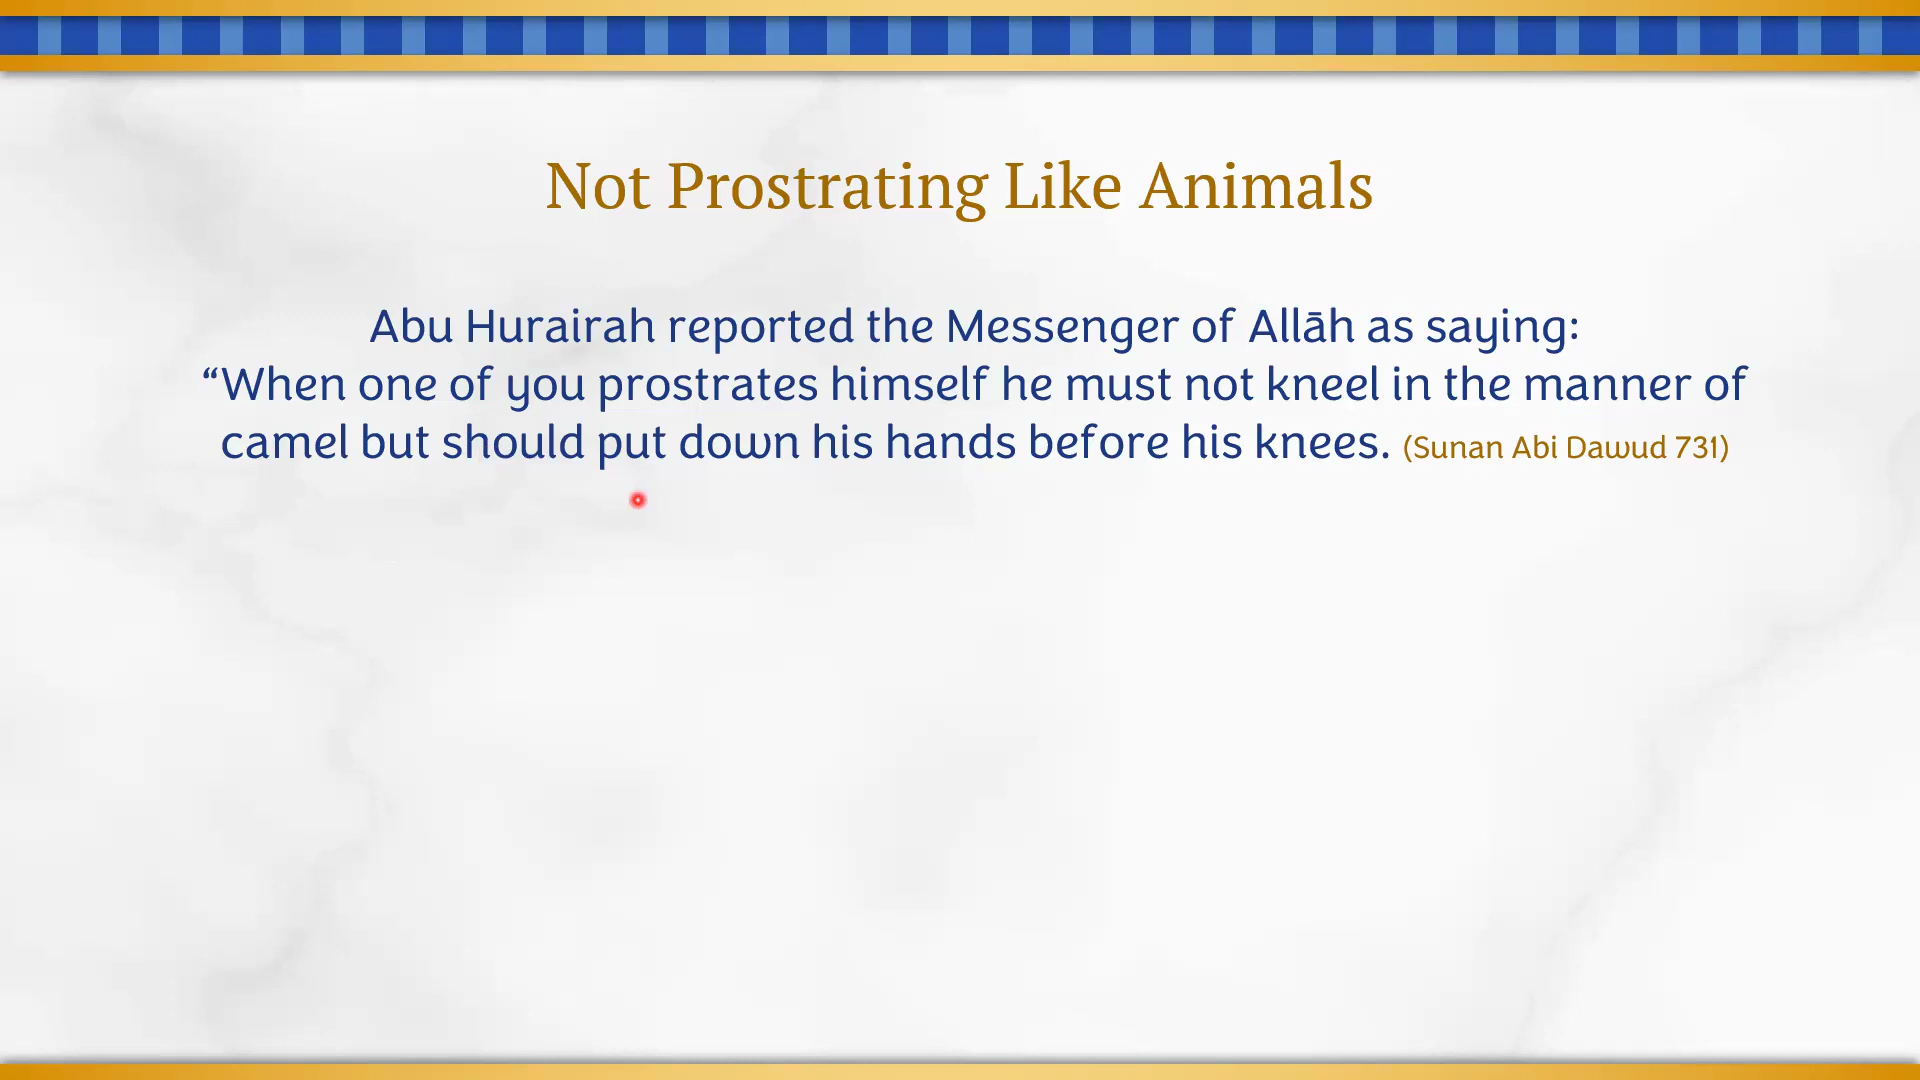 Not Prostrating Like Animals
Abu Hurairah reported the Messenger of Allāh as saying:
“When one of you prostrates himself he must not kneel in the manner of
camel but should put down his hands before his knees. (Sunan Abi Dawud 731)